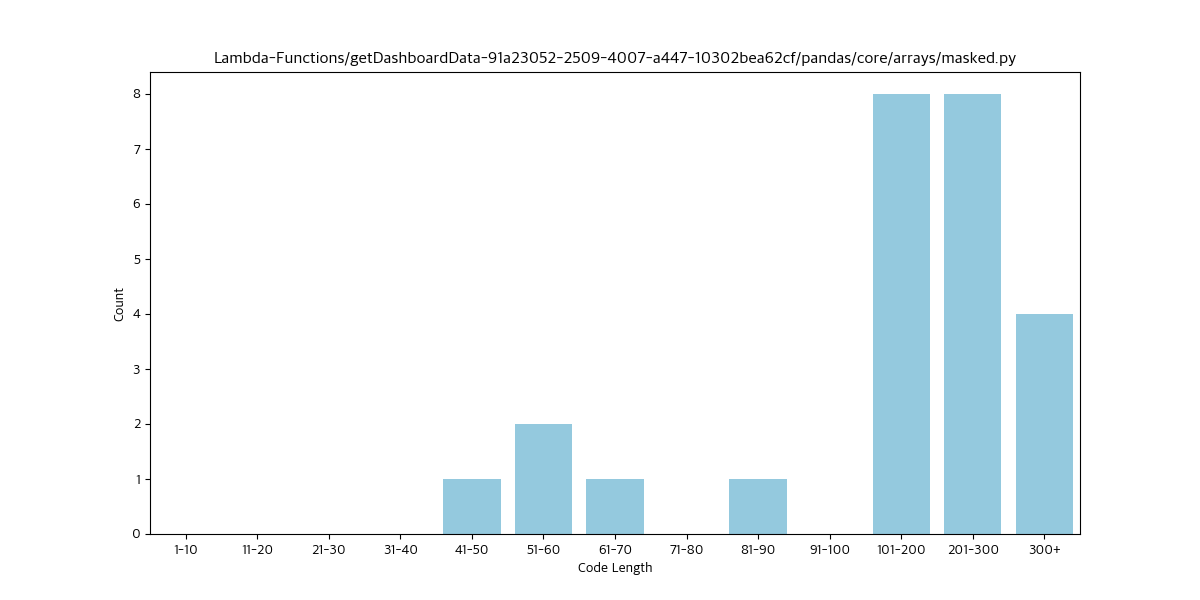 Lambda-Functions/getDashboardData-91a23052-2509-4007-a447-10302bea62cf/pandas/core/arrays/masked.py
8
7
6
5
4
3
2
1
0
Count
1-10 11-20 21-30 31-40 41-50 51-60 61-70 71-80 81-90 91-100 101-200 201-300 300+
Code Length